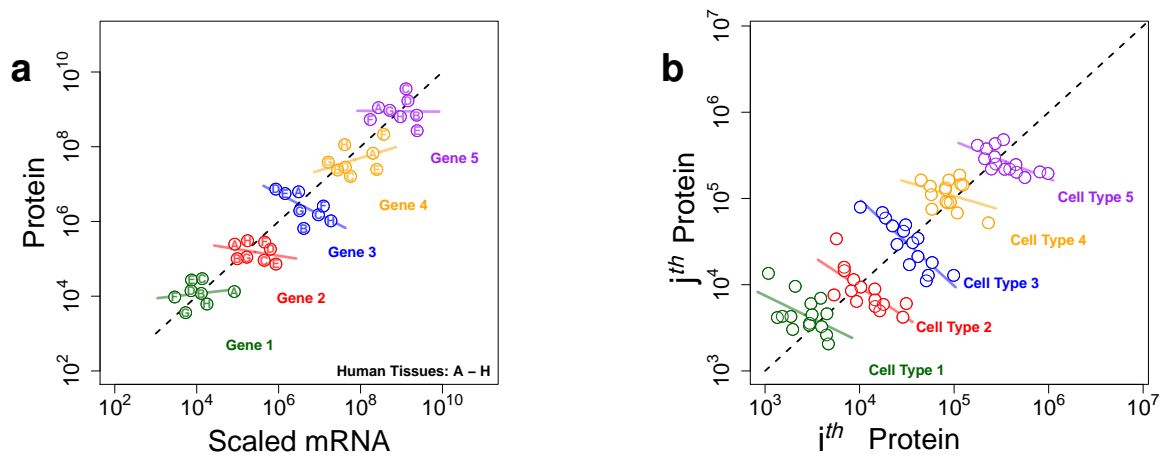 a
Protein
10^10
10^8
10^6
10^4
10^2
C
D
A
G
F
H
B
E
Gene 5
H
F
G
A
D
B
E
C
Gene 4
D
E
A
F
G
C
H
B
Gene 3
A
H
F
D
B
G
C
E
Gene 2
E
H
D
B
A
F
C
G
Gene 1
Human Tissues: A – H
10^2 10^4 10^6 10^8 10^10
Scaled mRNA
b
j^th Protein
10^7
10^6
10^5
10^4
10^3
Cell Type 5
Cell Type 4
Cell Type 3
Cell Type 2
Cell Type 1
10^3 10^4 10^5 10^6 10^7
i^th Protein